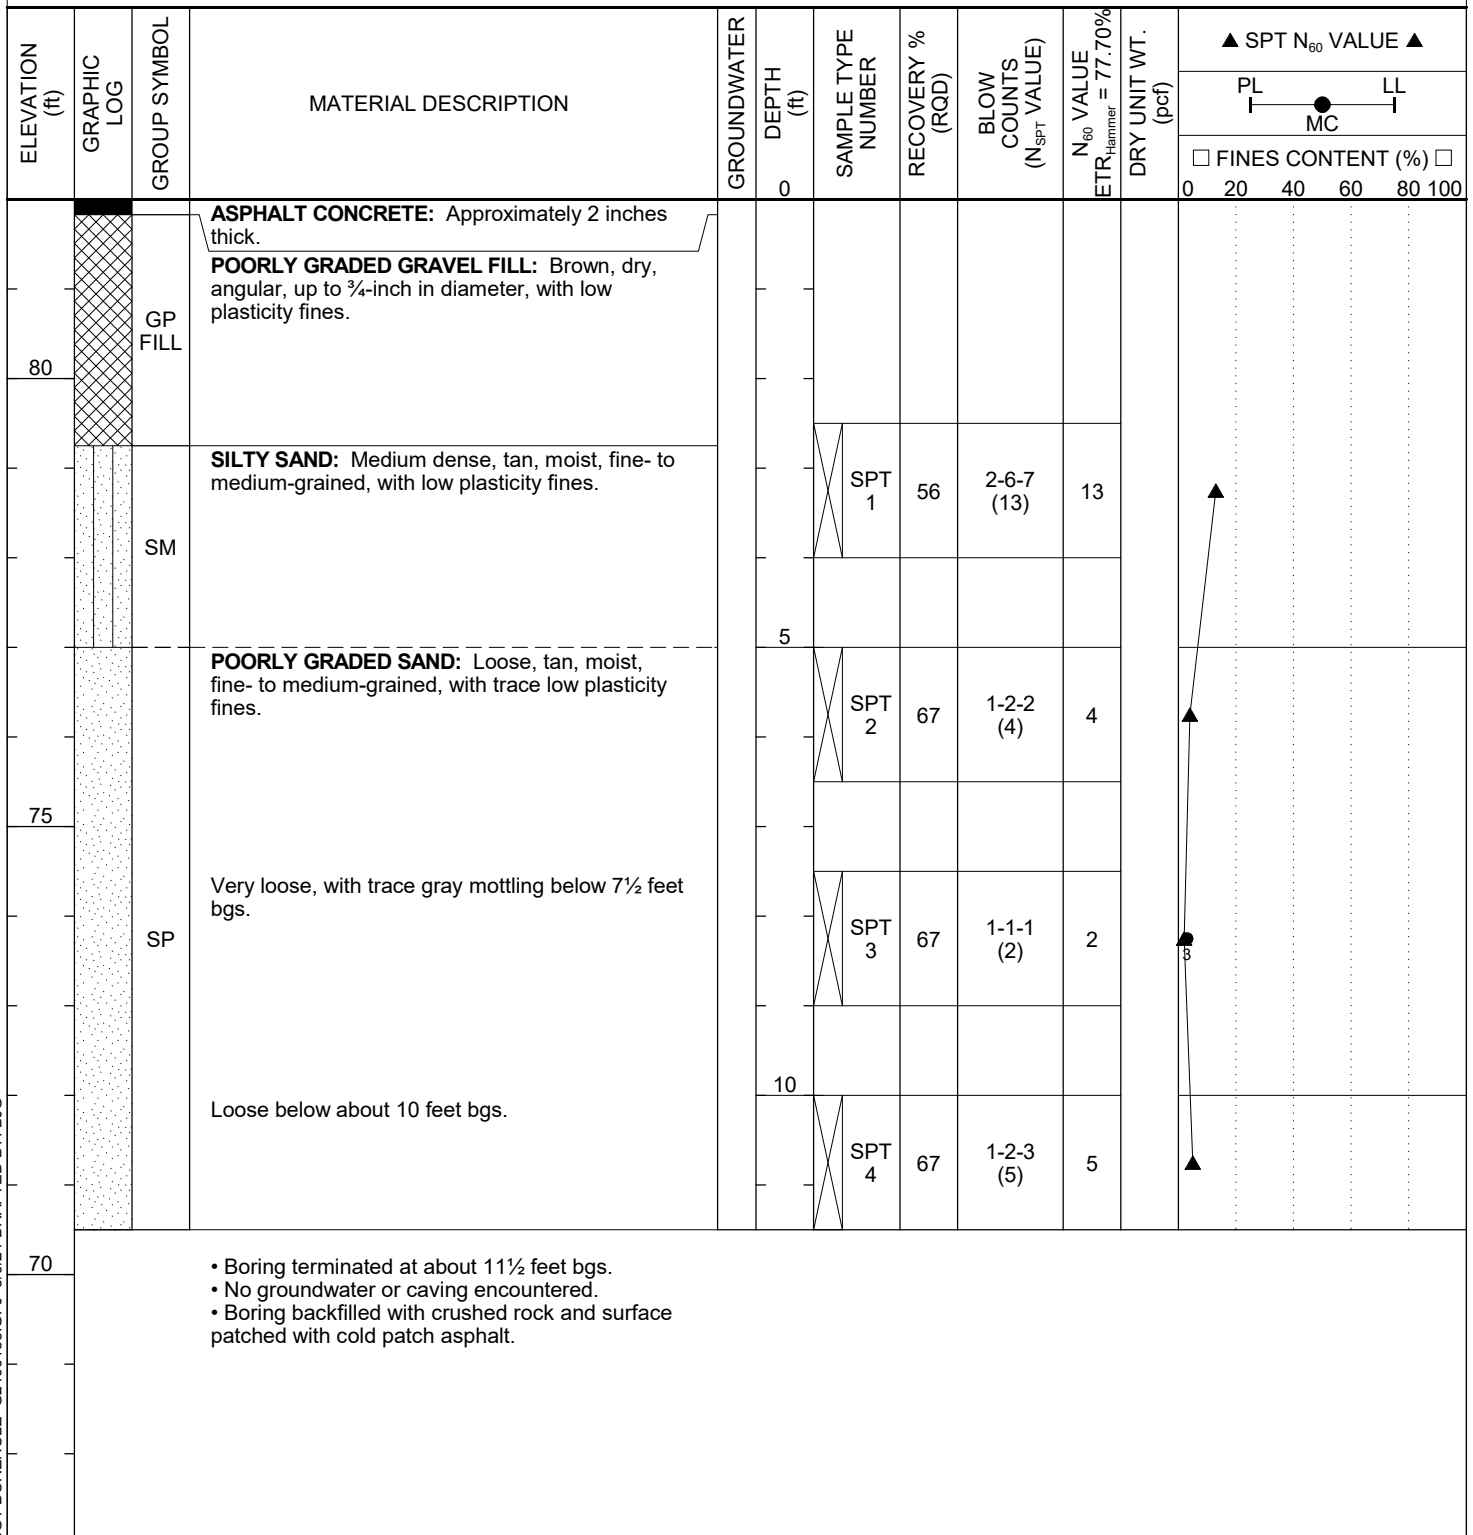 ELEVATION
(ft)
GRAPHIC
LOG
GROUP SYMBOL
MATERIAL DESCRIPTION
GROUNDWATER
DEPTH
(ft)
0
SAMPLE TYPE
NUMBER
RECOVERY %
(RQD)
BLOW
COUNTS
(N_SPT VALUE)
N_60 VALUE
ETR_Hammer = 77.70%
DRY UNIT WT.
(pcf)
▲ SPT N_60 VALUE ▲
PL LL
MC
□ FINES CONTENT (%) □
0 20 40 60 80 100
ASPHALT CONCRETE: Approximately 2 inches
thick.
POORLY GRADED GRAVEL FILL: Brown, dry,
angular, up to ¾-inch in diameter, with low
plasticity fines.
GP
FILL
80
SILTY SAND: Medium dense, tan, moist, fine- to
medium-grained, with low plasticity fines.
SPT
1
56
2-6-7
(13)
13
SM
5
POORLY GRADED SAND: Loose, tan, moist,
fine- to medium-grained, with trace low plasticity
fines.
SPT
2
67
1-2-2
(4)
4
75
Very loose, with trace gray mottling below 7½ feet
bgs.
SP
SPT
3
67
1-1-1
(2)
2
3
10
Loose below about 10 feet bgs.
SPT
4
67
1-2-3
(5)
5
70
• Boring terminated at about 11½ feet bgs.
• No groundwater or caving encountered.
• Boring backfilled with crushed rock and surface
patched with cold patch asphalt.